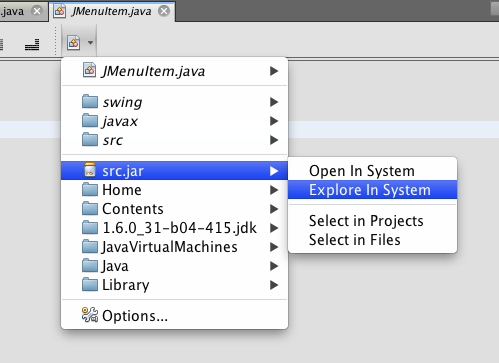 .java
JMenuItem.java
JMenuItem.java
swing
javax
src
src.jar
Open In System
Home
Explore In System
Contents
1.6.0_31-b04-415.jdk
Select in Projects
JavaVirtualMachines
Select in Files
Java
Library
Options...